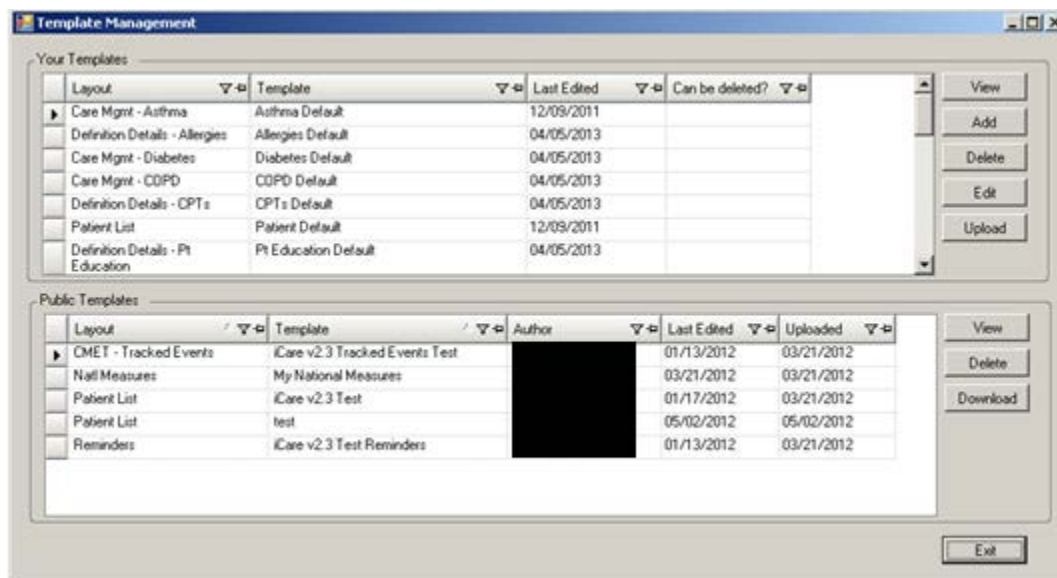 Template Management
Your Templates
Layout Template Last Edited Can be deleted?
Care Mgmt - Asthma Asthma Default 12/09/2011
Definition Details - Allergies Allergies Default 04/05/2013
Care Mgmt - Diabetes Diabetes Default 04/05/2013
Care Mgmt - COPD COPD Default 04/05/2013
Definition Details - CPTs CPTs Default 04/05/2013
Patient List Patient Default 12/09/2011
Definition Details - Pt Pt Education Default 04/05/2013
Education
View
Add
Delete
Edit
Upload
Public Templates
Layout Template Author Last Edited Uploaded
CMET - Tracked Events iCare v2.3 Tracked Events Test 01/13/2012 03/21/2012
Natl Measures My National Measures 03/21/2012 03/21/2012
Patient List iCare v2.3 Test 01/17/2012 03/21/2012
Patient List test 05/02/2012 05/02/2012
Reminders iCare v2.3 Test Reminders 01/13/2012 03/21/2012
View
Delete
Download
Exit